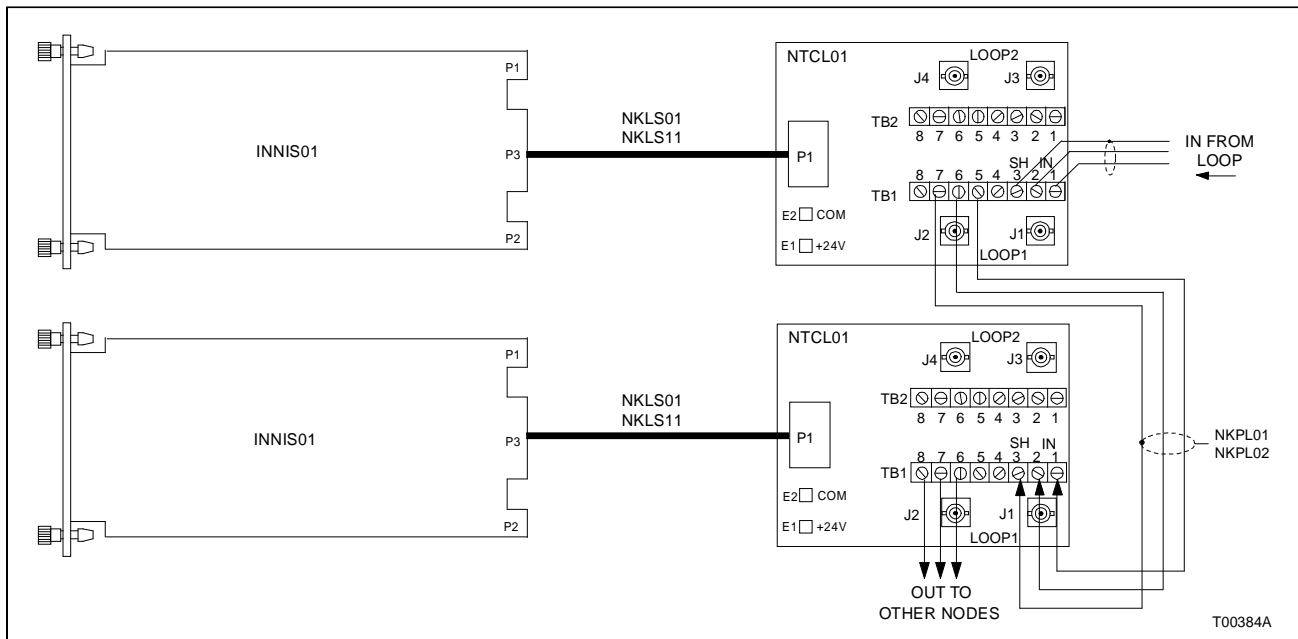 NTCL01
LOOP2
J4
J3
P1
NKLS01
NKLS11
TB2
8 7 6 5 4 3 2 1
INNIS01
P3
P1
IN FROM
LOOP
SH IN
8 7 6 5 4 3 2 1
TB1
E2 COM
J2
J1
P2
E1 +24V
LOOP1
NTCL01
LOOP2
J4
J3
P1
NKLS01
NKLS11
TB2
8 7 6 5 4 3 2 1
INNIS01
P3
P1
NKPL01
NKPL02
SH IN
8 7 6 5 4 3 2 1
TB1
E2 COM
J2
J1
P2
E1 +24V
LOOP1
OUT TO
OTHER NODES
T00384A